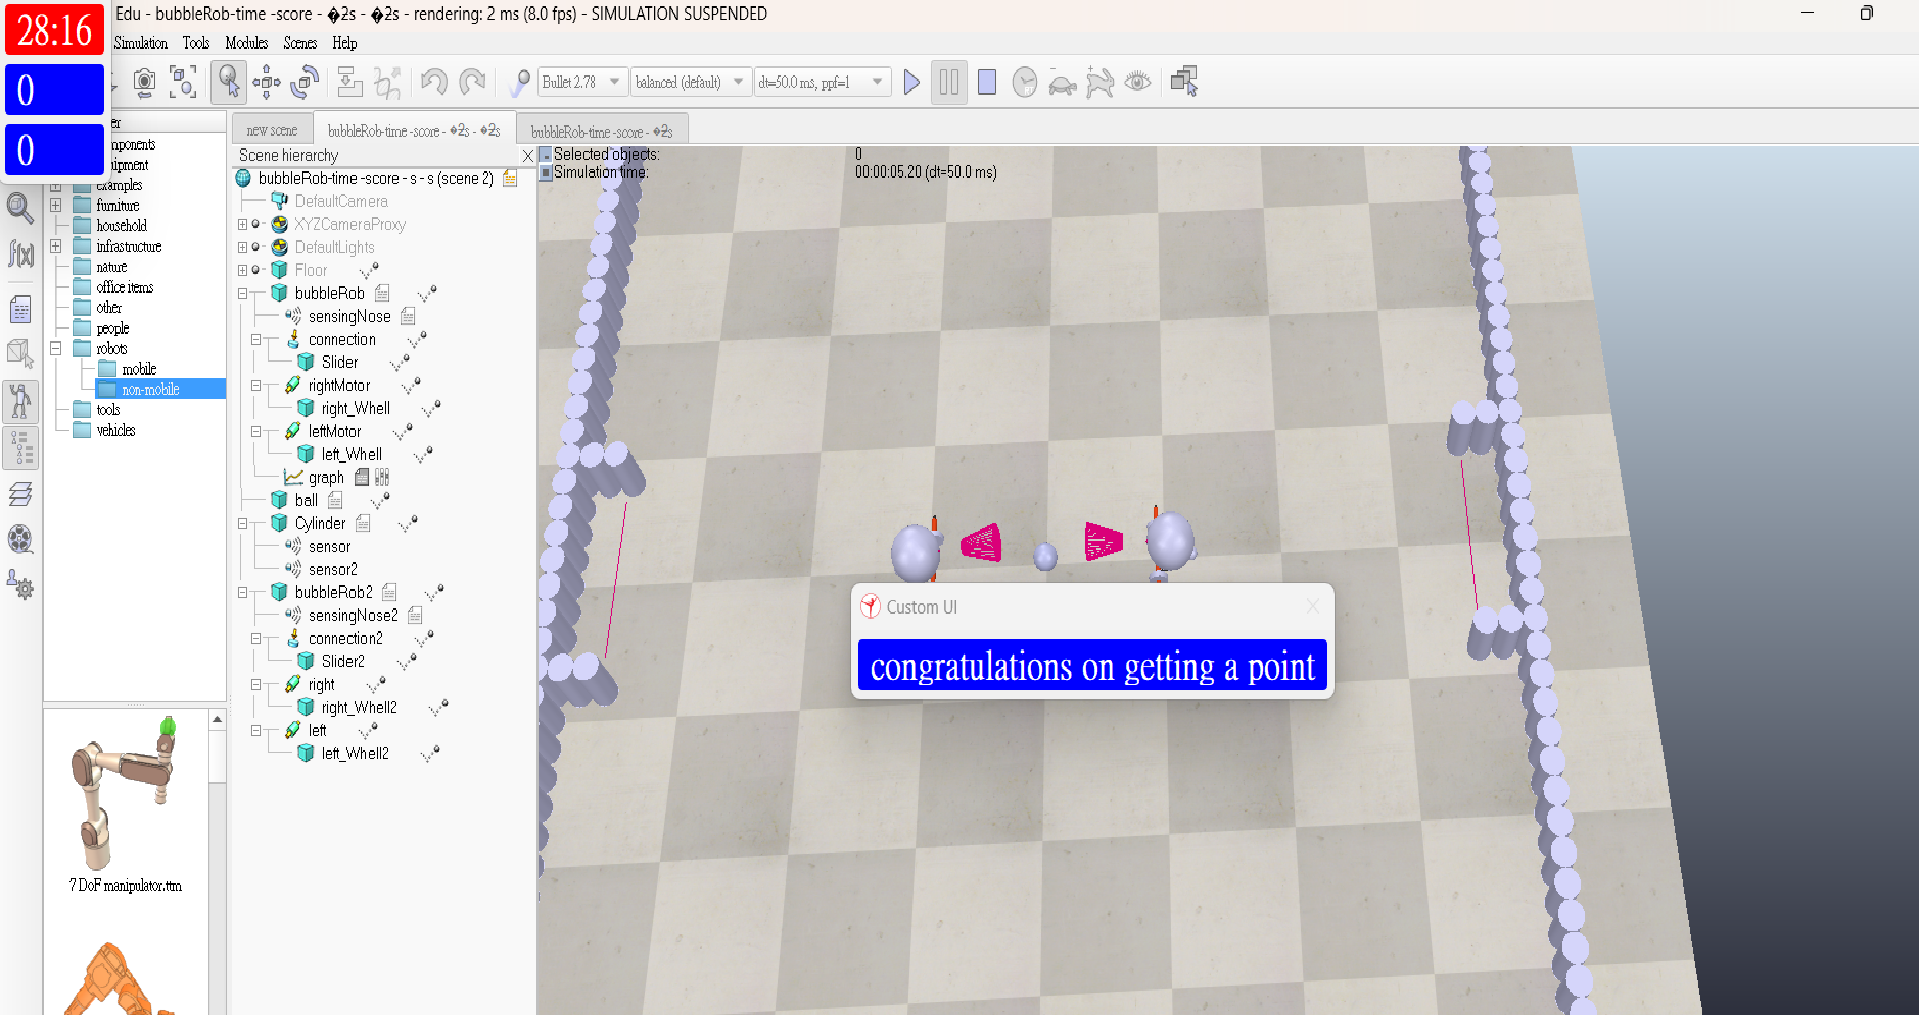 Edu - bubbleRob-time -score - �2s - �2s - rendering: 2 ms (8.0 fps) - SIMULATION SUSPENDED
28:16
0
0
Simulation Tools Modules Scenes Help
Bullet 2.78 balanced (default) dt=50.0 ms, ppf=1
new scene bubbleRob-time -score - �2s - �2s bubbleRob-time -score - �2s
er
mponents
uipment
examples
furniture
household
infrastructure
nature
office items
other
people
robots
mobile
non-mobile
tools
vehicles
7 DoF manipulator.ttm
Scene hierarchy
bubbleRob-time -score - s - s (scene 2)
DefaultCamera
XYZCameraProxy
DefaultLights
Floor
bubbleRob
sensingNose
connection
Slider
rightMotor
right_Whell
leftMotor
left_Whell
graph
ball
Cylinder
sensor
sensor2
bubbleRob2
sensingNose2
connection2
Slider2
right
right_Whell2
left
left_Whell2
Selected objects: 0
Simulation time: 00:00:05.20 (dt=50.0 ms)
Custom UI
congratulations on getting a point